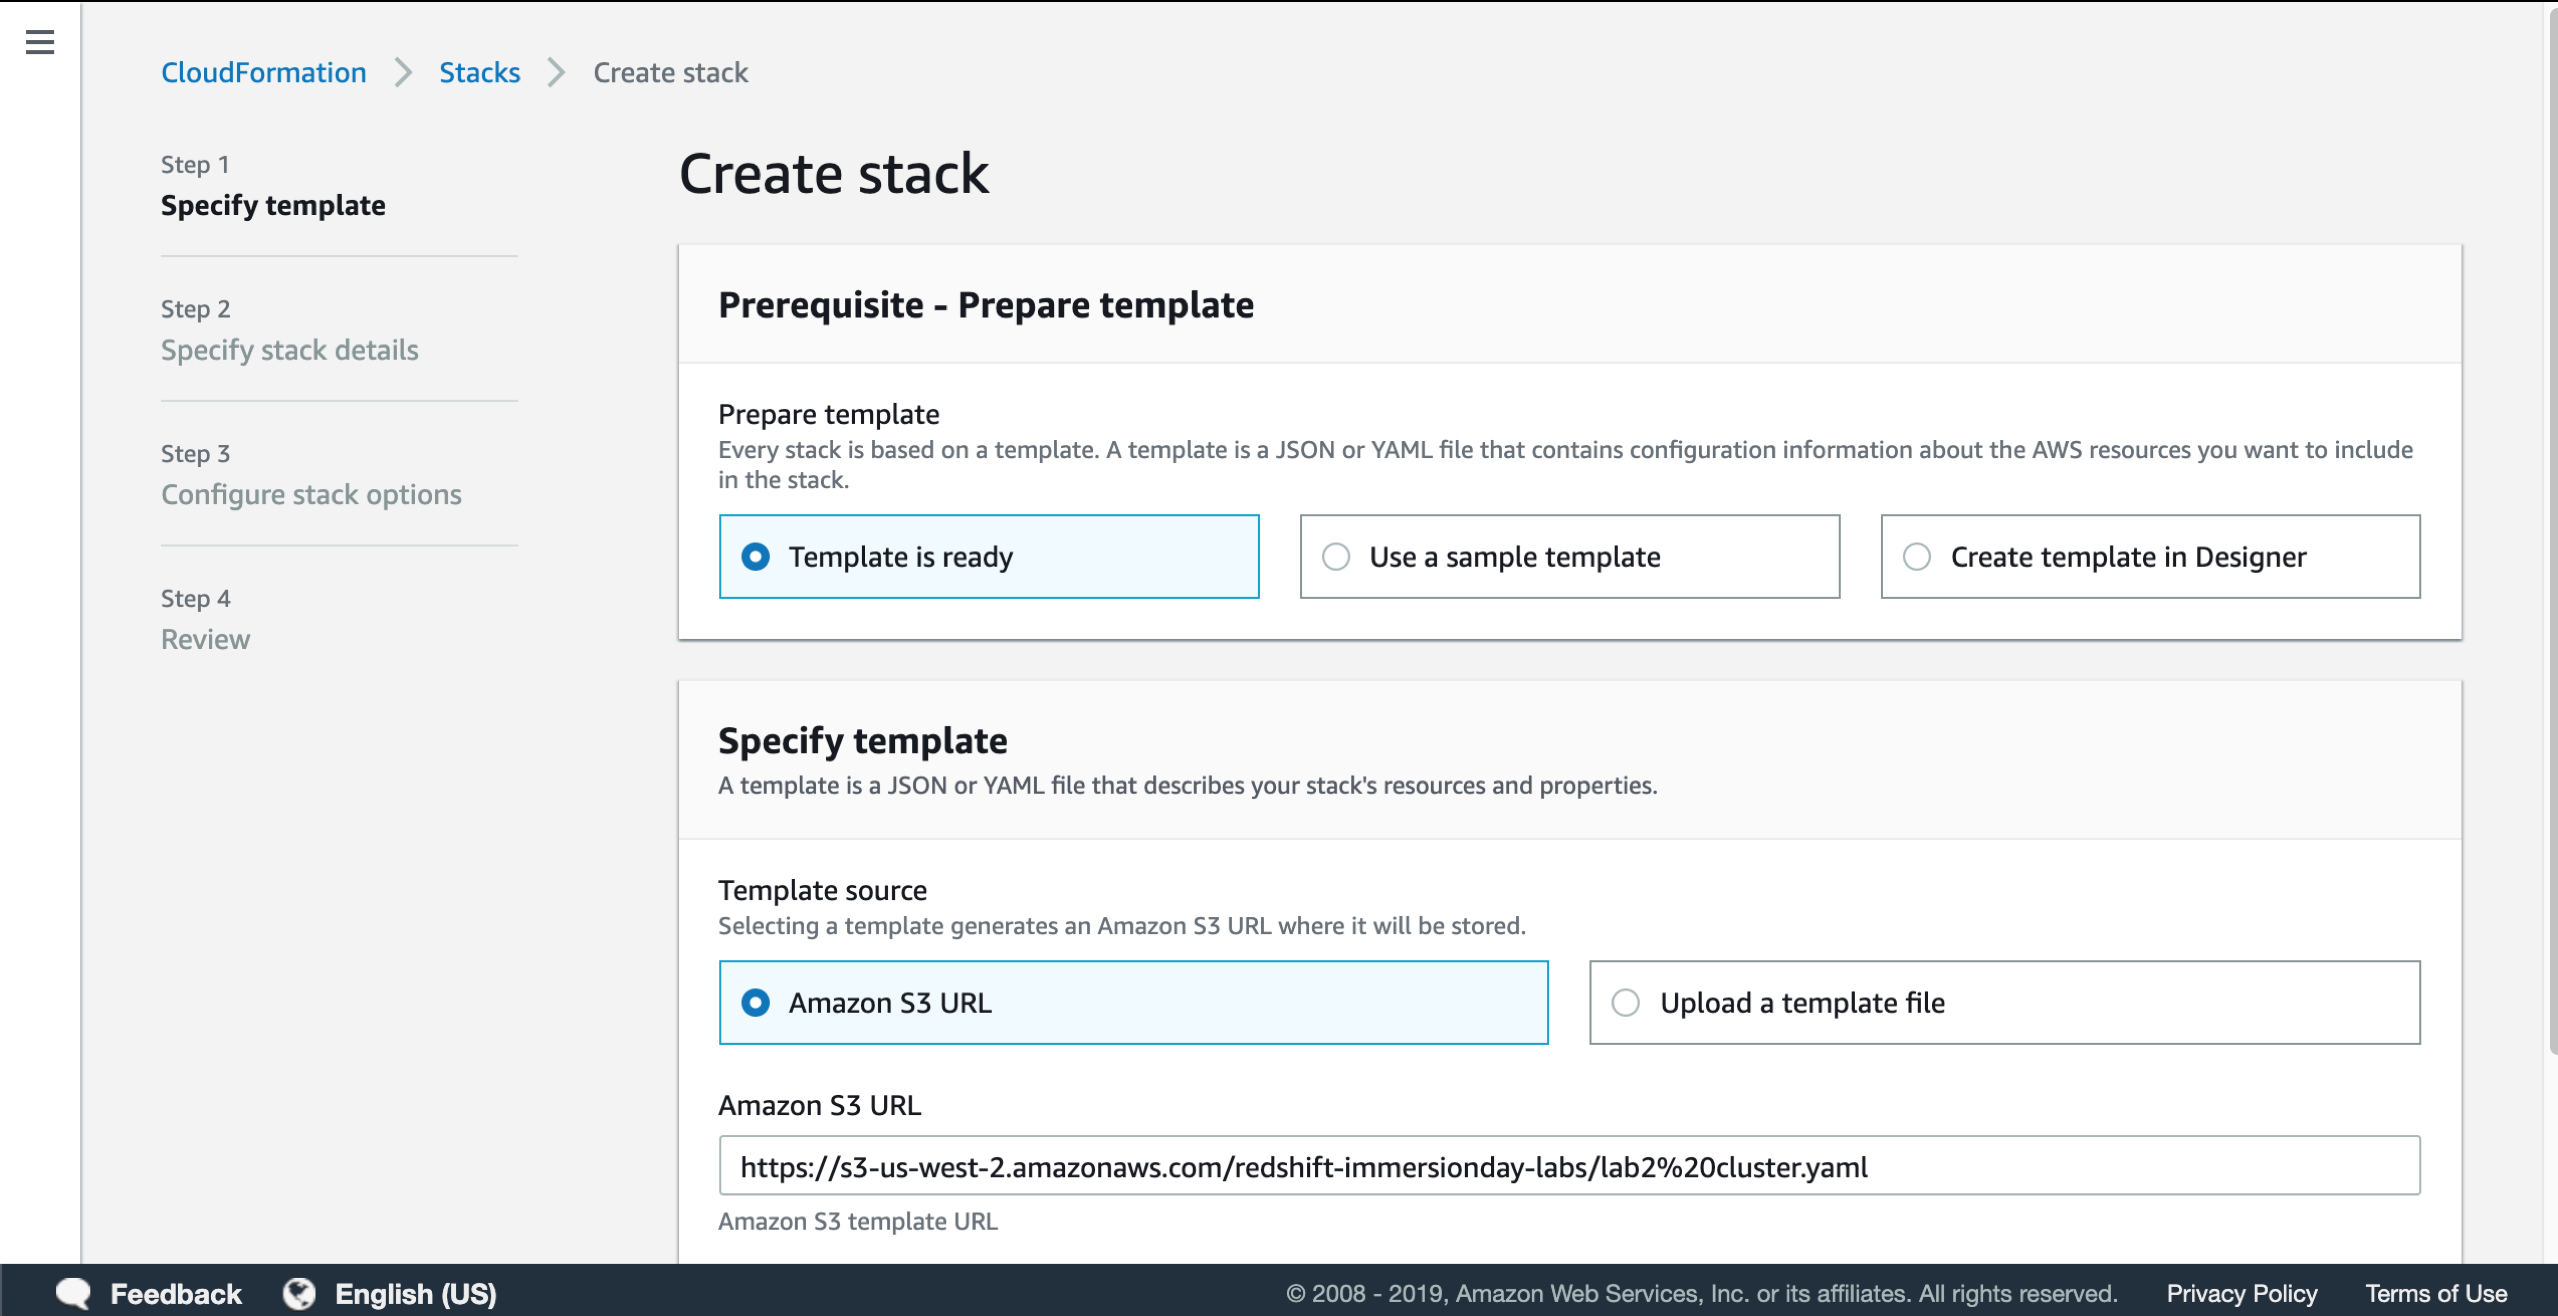 CloudFormation
Stacks
Create stack
Step 1
Specify template
Step 2
Specify stack details
Step 3
Configure stack options
Step 4
Review
Create stack
Prerequisite - Prepare template
Prepare template
Every stack is based on a template. A template is a JSON or YAML file that contains configuration information about the AWS resources you want to include
in the stack.
Template is ready
Use a sample template
Create template in Designer
Specify template
A template is a JSON or YAML file that describes your stack's resources and properties.
Template source
Selecting a template generates an Amazon S3 URL where it will be stored.
Amazon S3 URL
Upload a template file
Amazon S3 URL
https://s3-us-west-2.amazonaws.com/redshift-immersionday-labs/lab2%20cluster.yaml
Amazon S3 template URL
Feedback
English (US)
© 2008 - 2019, Amazon Web Services, Inc. or its affiliates. All rights reserved.
Privacy Policy
Terms of Use